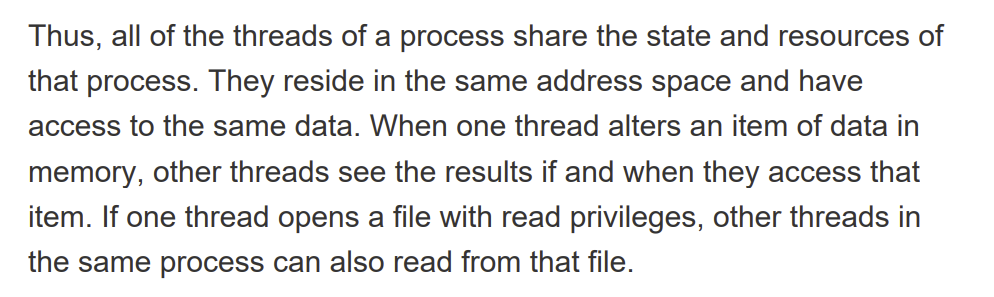 Thus, all of the threads of a process share the state and resources of
that process. They reside in the same address space and have
access to the same data. When one thread alters an item of data in
memory, other threads see the results if and when they access that
item. If one thread opens a file with read privileges, other threads in
the same process can also read from that file.